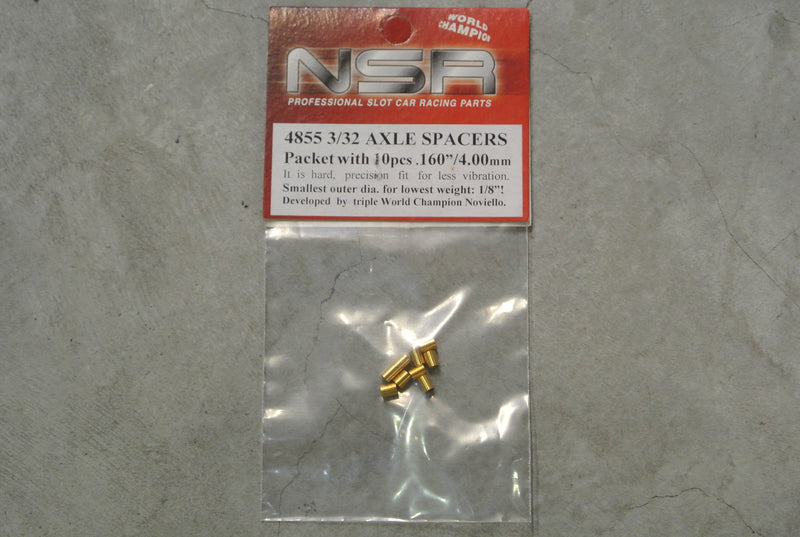 WORLD
CHAMPION
NSR
PROFESSIONAL SLOT CAR RACING PARTS
4855 3/32 AXLE SPACERS
Packet with 10pcs .160”/4.00mm
It is hard, precision fit for less vibration.
Smallest outer dia. for lowest weight: 1/8”!
Developed by triple World Champion Noviello.